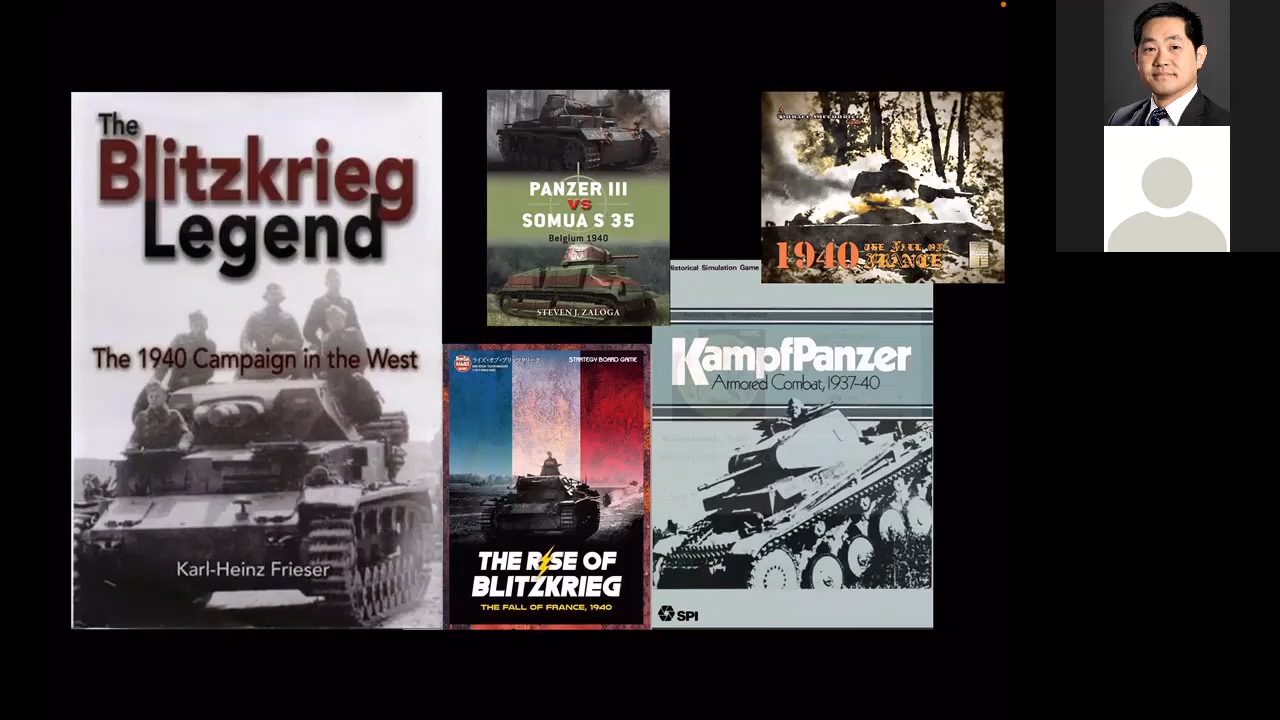 The
Blitzkrieg
Legend
The 1940 Campaign in the West
Karl-Heinz Frieser
PANZER III
VS
SOMUA S 35
Belgium 1940
STEVEN J. ZALOGA
Panzer Grenadier
1940 THE FALL OF
FRANCE
ライズ・オブ・ブリッツクリーク
STRATEGY BOARD GAME
THE RISE OF
BLITZKRIEG
THE FALL OF FRANCE, 1940
Historical Simulation Game
KampfPanzer
Armored Combat, 1937-40
SPI